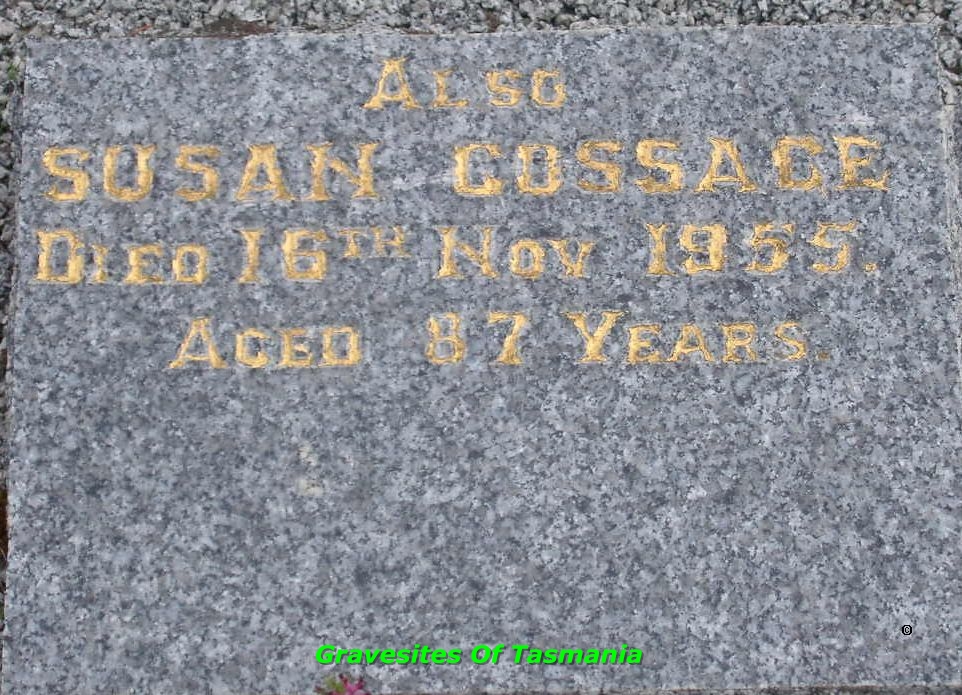 ALSO
SUSAN GOSSAGE
DIED 16TH NOV 1955.
AGED 87 YEARS.
©
Gravesites Of Tasmania